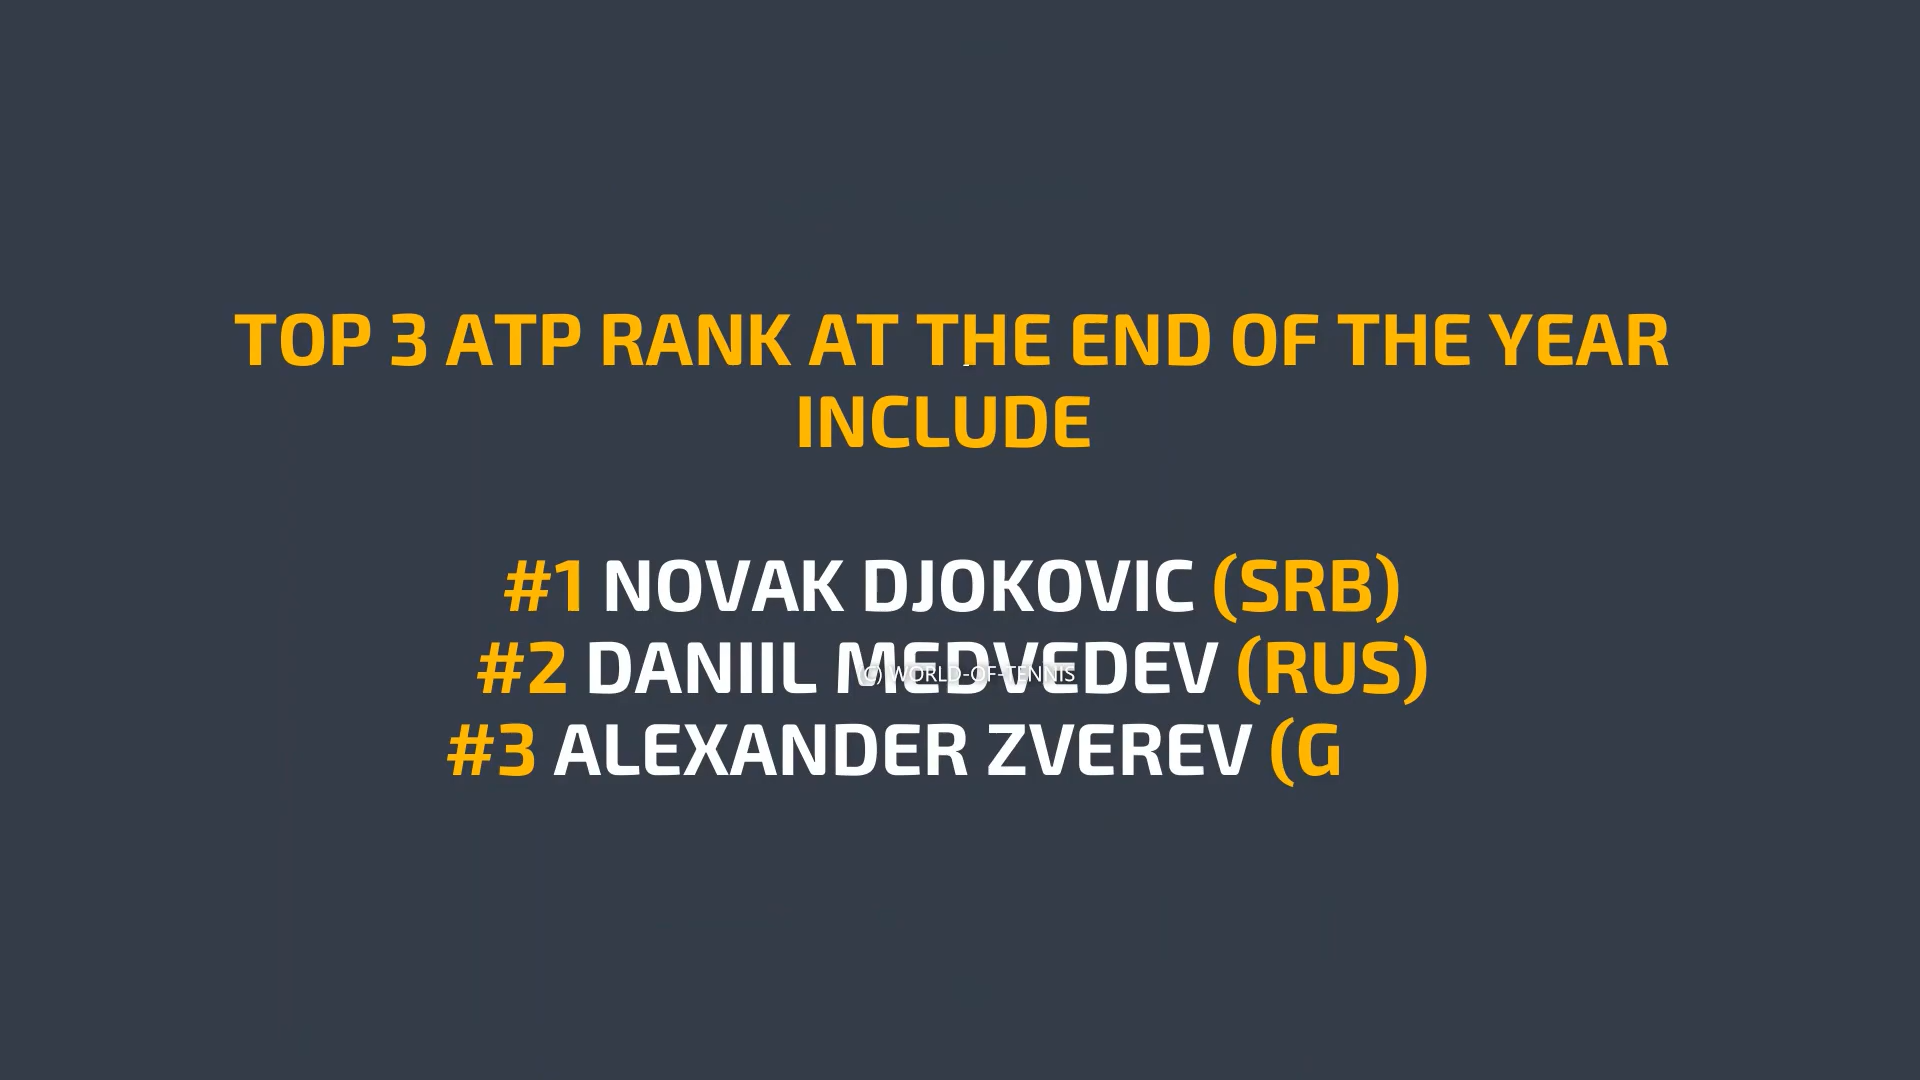 TOP 3 ATP RANK AT THE END OF THE YEAR
INCLUDE
#1 NOVAK DJOKOVIC (SRB)
#2 DANIIL MEDVEDEV (RUS)
(C) WORLD-OF-TENNIS
#3 ALEXANDER ZVEREV (G